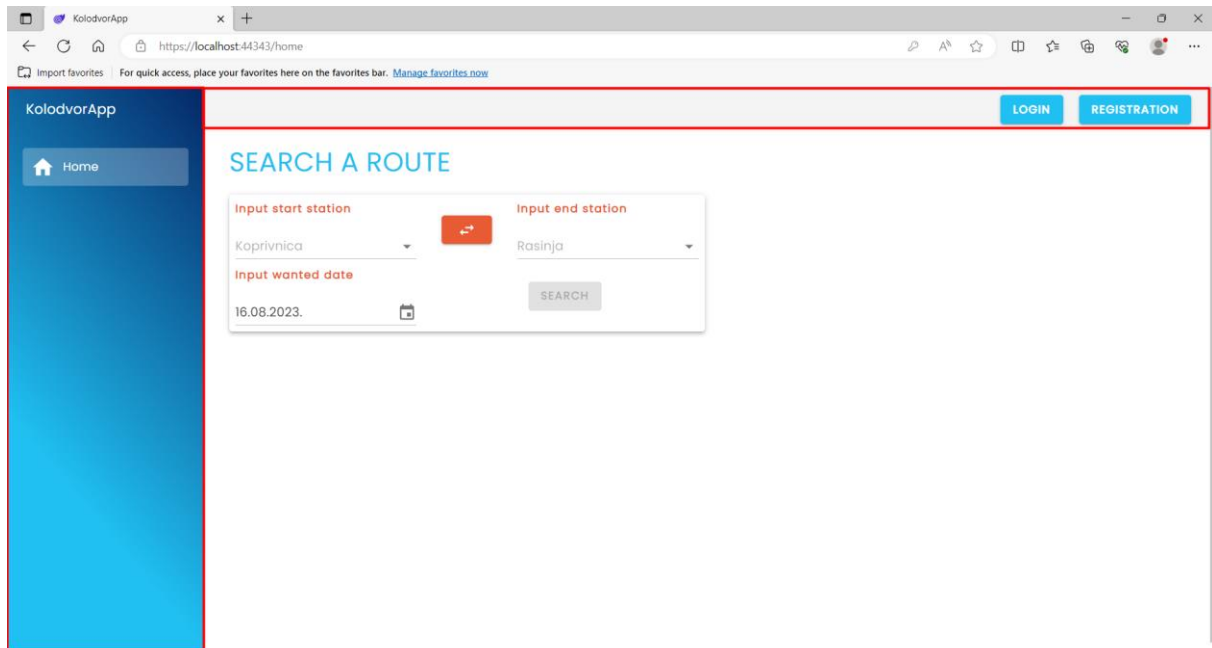 KolodvorApp
https://localhost:44343/home
Import favorites For quick access, place your favorites here on the favorites bar. Manage favorites now
KolodvorApp
LOGIN REGISTRATION
Home
SEARCH A ROUTE
Input start station Input end station
Koprivnica Rasinja
Input wanted date
SEARCH
16.08.2023.